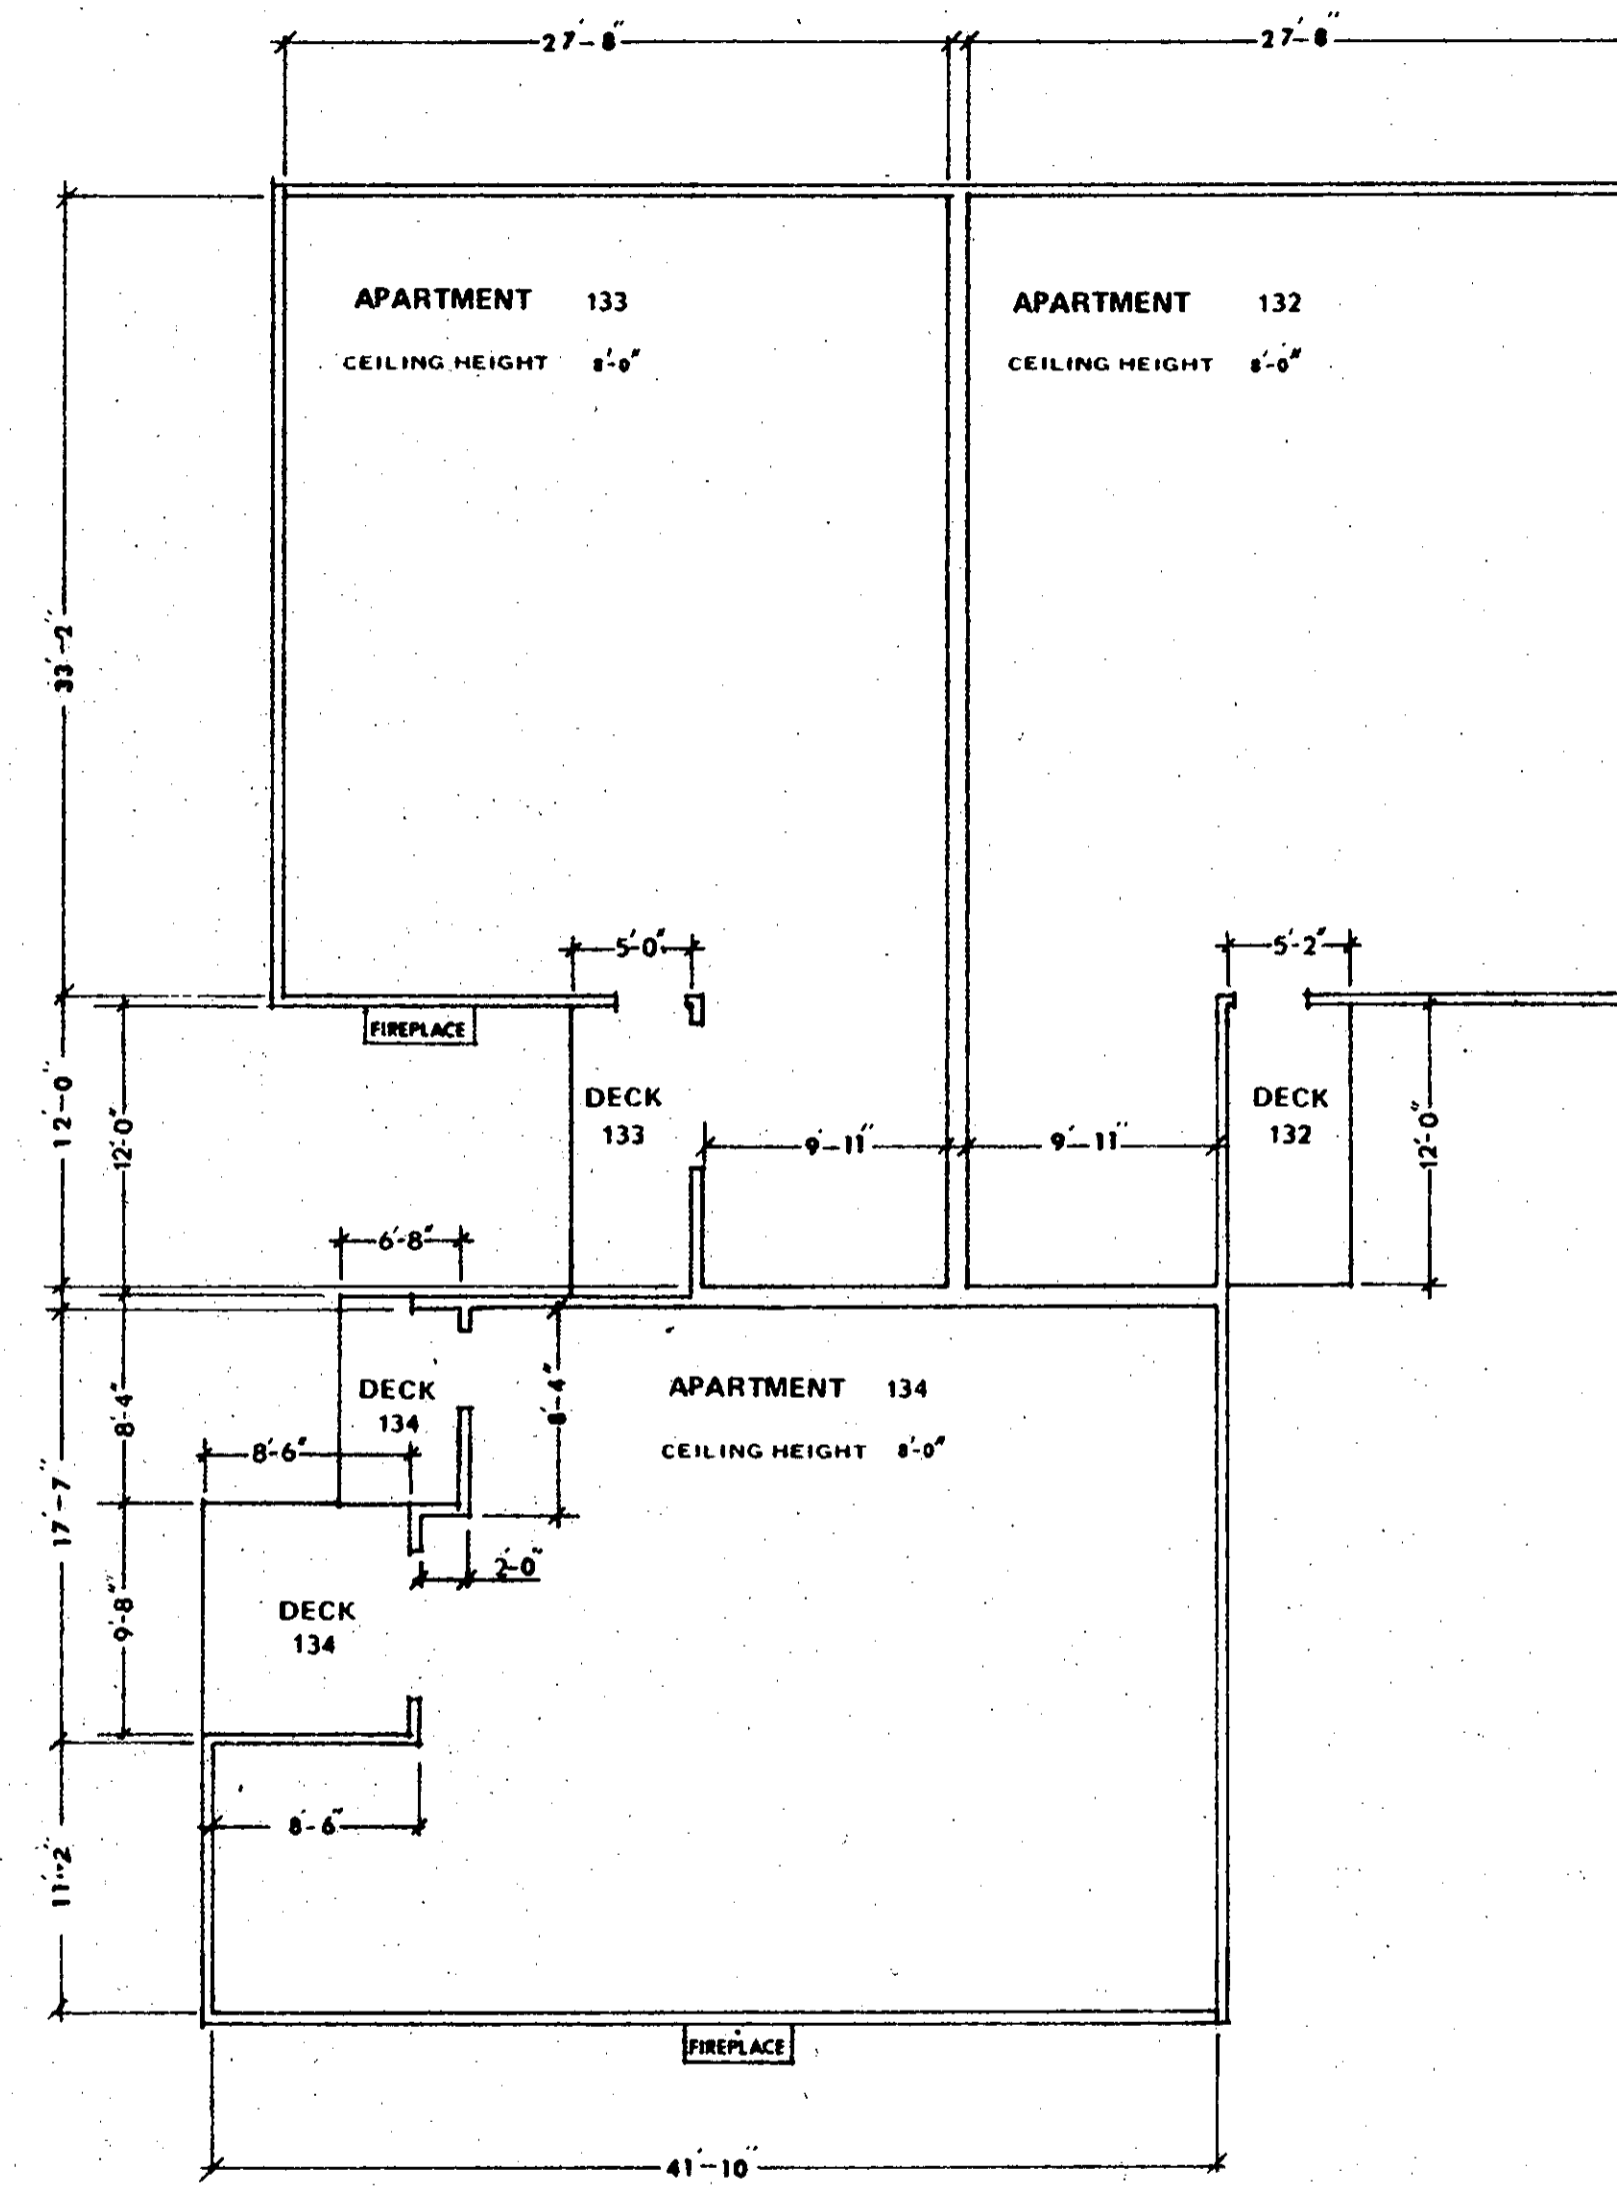 27'-8"
27'-8"
APARTMENT 133
CEILING HEIGHT 8'-0"
APARTMENT 132
CEILING HEIGHT 8'-0"
33'-2"
5'-0"
5'-2"
FIREPLACE
12'-0"
12'-0"
DECK
133
9'-11"
9'-11"
DECK
132
12'-0"
6'-8"
8'-4"
DECK
134
8'-4"
APARTMENT 134
CEILING HEIGHT 8'-0"
8'-6"
17'-7"
2'-0"
9'-8"
DECK
134
8'-6"
11'-2"
FIREPLACE
41'-10"